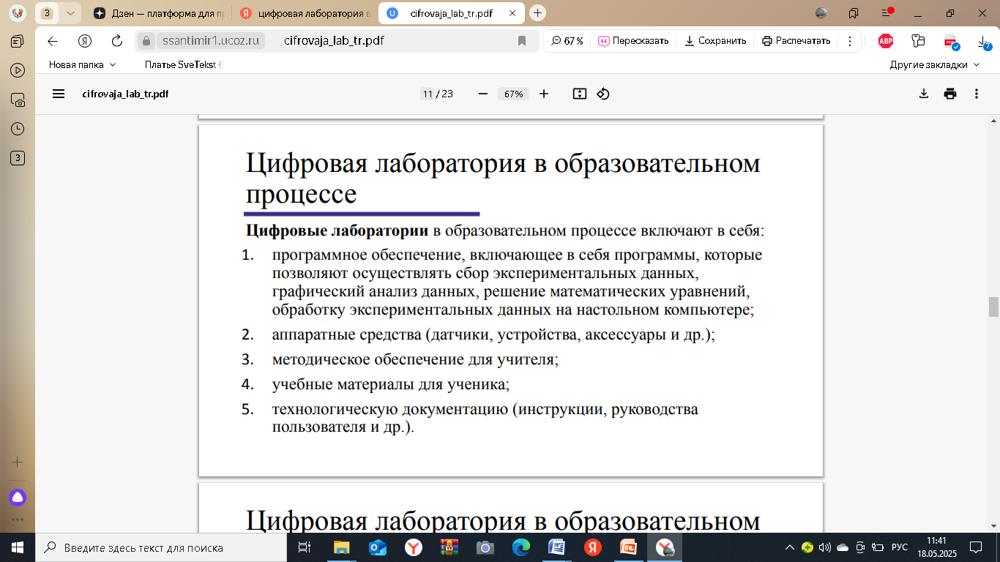 3
Дзен — платформа для п
цифровая лаборатория в
cifrovaja_lab_tr.pdf
ssantimir1.ucoz.ru
cifrovaja_lab_tr.pdf
67 %
Пересказать
Сохранить
Распечатать
ABP
PDF
7
Новая папка
Платье SveTekst
Другие закладки
cifrovaja_lab_tr.pdf
11 / 23
67%
3
Цифровая лаборатория в образовательном
процессе
Цифровые лаборатории в образовательном процессе включают в себя:
1. программное обеспечение, включающее в себя программы, которые
позволяют осуществлять сбор экспериментальных данных,
графический анализ данных, решение математических уравнений,
обработку экспериментальных данных на настольном компьютере;
2. аппаратные средства (датчики, устройства, аксессуары и др.);
3. методическое обеспечение для учителя;
4. учебные материалы для ученика;
5. технологическую документацию (инструкции, руководства
пользователя и др.).
Цифровая лаборатория в образовательном
Введите здесь текст для поиска
РУС
11:41
18.05.2025